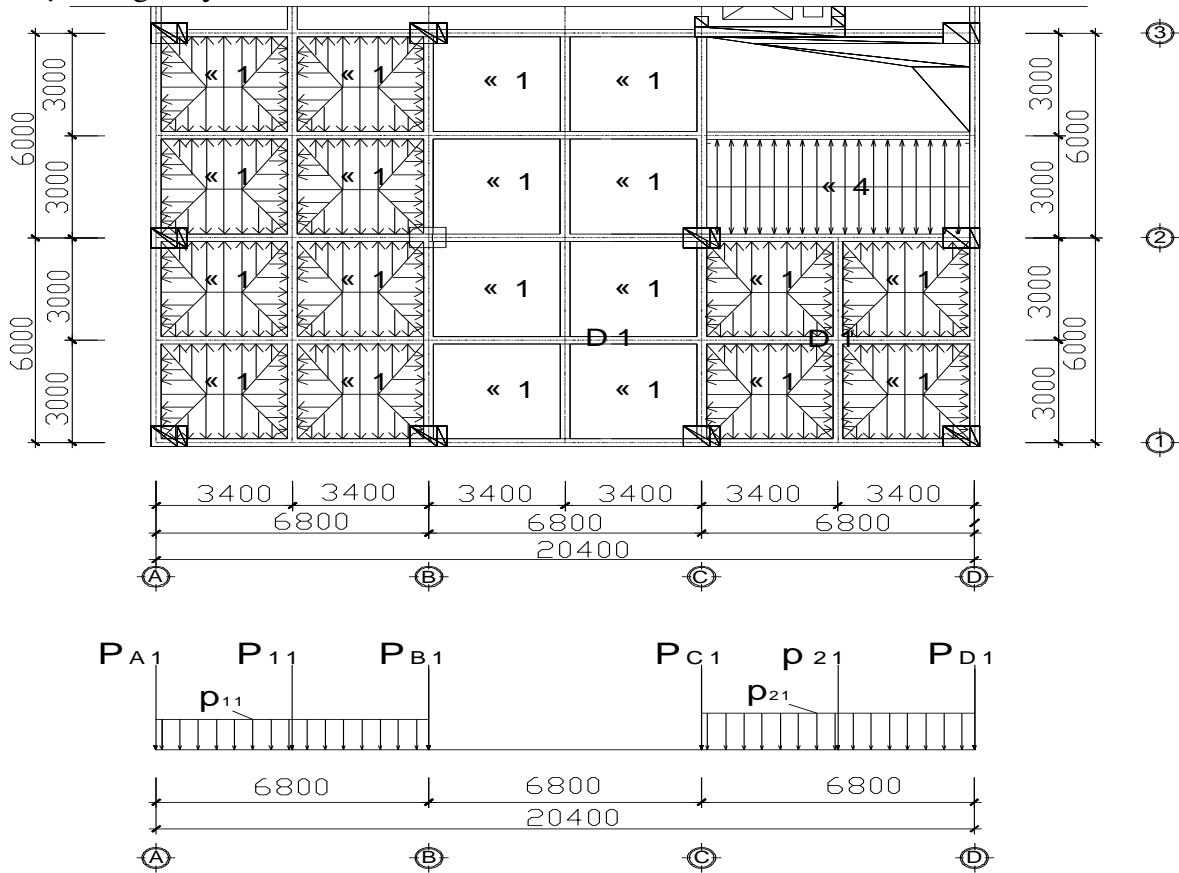 « 1 « 1 « 1 « 1
3
3000 3000
6000 6000
3000 3000
« 1 « 1 « 1 « 1 « 4
2
« 1 « 1 « 1 « 1 « 1 « 1
3000 3000
6000 6000
D1 D1
3000 3000
« 1 « 1 « 1 « 1 « 1 « 1
1
3400 3400 3400 3400 3400 3400
6800 6800 6800
20400
A B C D
PA1 P11 PB1 PC1 p21 PD1
p11 p21
6800 6800 6800
20400
A B C D